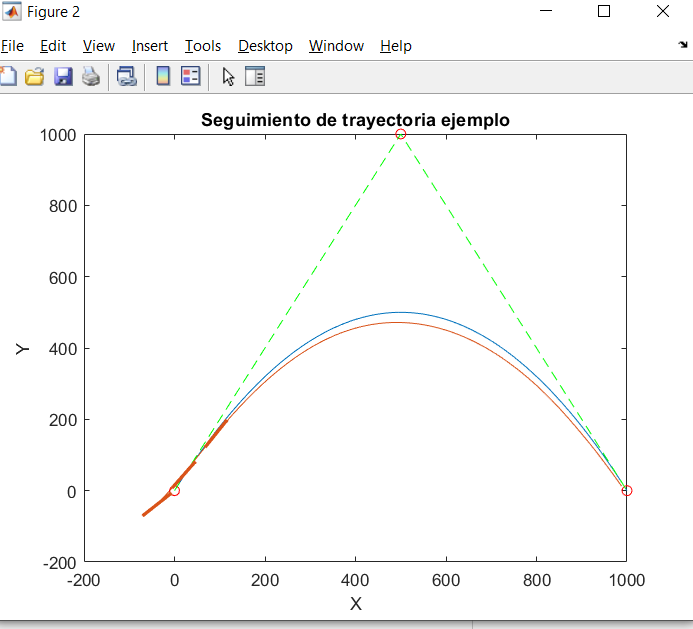 Figure 2
File Edit View Insert Tools Desktop Window Help
Seguimiento de trayectoria ejemplo
1000
800
600
400
200
0
-200
Y
-200 0 200 400 600 800 1000
X